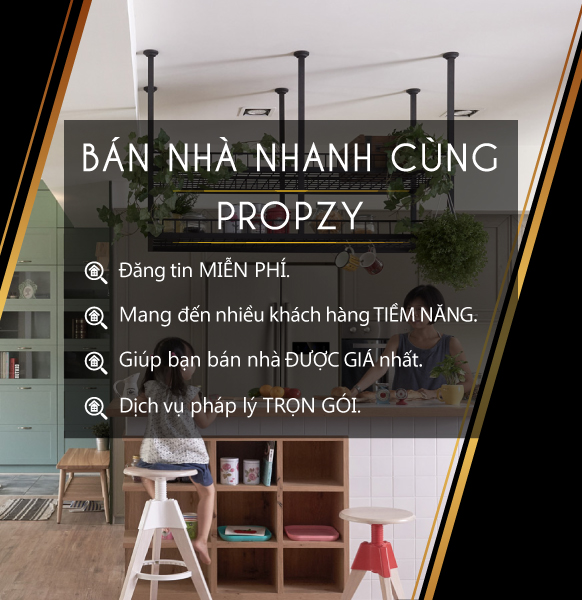 BÁN NHÀ NHANH CÙNG
PROPZY
Đăng tin MIỄN PHÍ.
Mang đến nhiều khách hàng TIỀM NĂNG.
Giúp bạn bán nhà ĐƯỢC GIÁ nhất.
Dịch vụ pháp lý TRỌN GÓI.